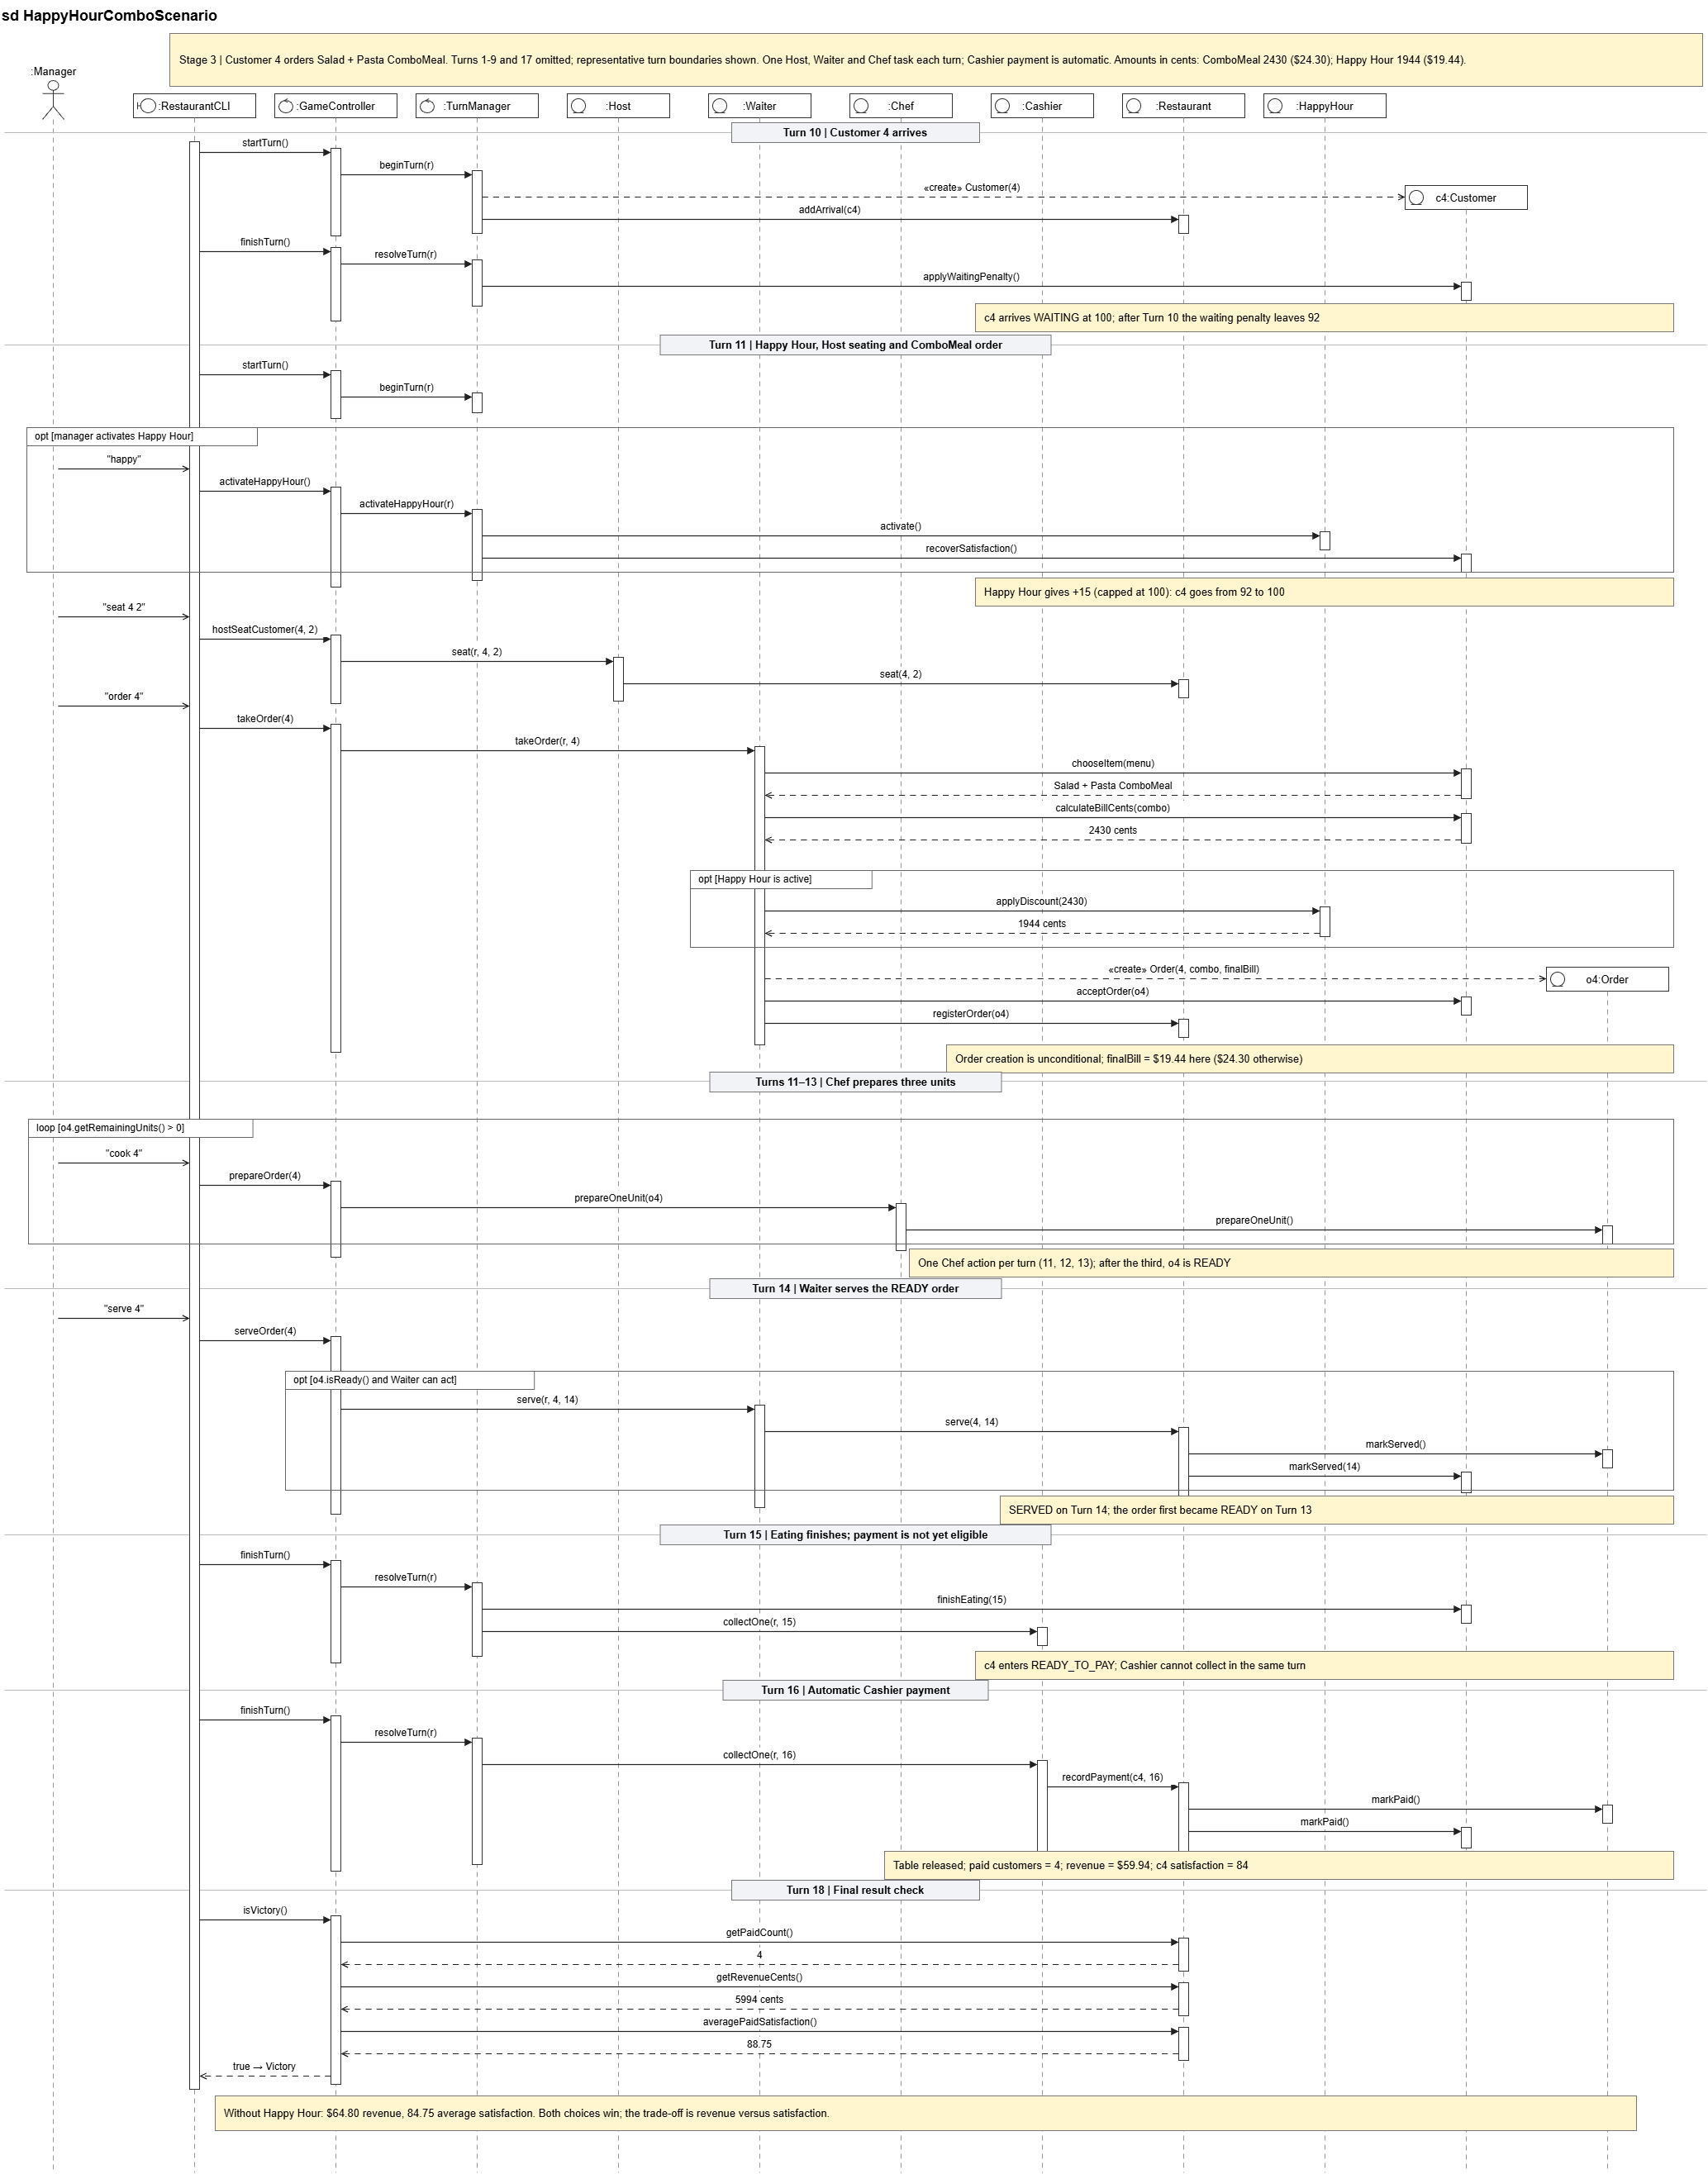 sd HappyHourComboScenario
Stage 3 | Customer 4 orders Salad + Pasta ComboMeal. Turns 1-9 and 17 omitted; representative turn boundaries shown. One Host, Waiter and Chef task each turn; Cashier payment is automatic. Amounts in cents: ComboMeal 2430 ($24.30); Happy Hour 1944 ($19.44).
:Manager
:RestaurantCLI
:GameController
:TurnManager
:Host
:Waiter
:Chef
:Cashier
:Restaurant
:HappyHour
Turn 10 | Customer 4 arrives
startTurn()
beginTurn(r)
«create» Customer(4)
c4:Customer
addArrival(c4)
finishTurn()
resolveTurn(r)
applyWaitingPenalty()
c4 arrives WAITING at 100; after Turn 10 the waiting penalty leaves 92
Turn 11 | Happy Hour, Host seating and ComboMeal order
startTurn()
beginTurn(r)
opt [manager activates Happy Hour]
"happy"
activateHappyHour()
activateHappyHour(r)
activate()
recoverSatisfaction()
Happy Hour gives +15 (capped at 100): c4 goes from 92 to 100
"seat 4 2"
hostSeatCustomer(4, 2)
seat(r, 4, 2)
seat(4, 2)
"order 4"
takeOrder(4)
takeOrder(r, 4)
chooseItem(menu)
Salad + Pasta ComboMeal
calculateBillCents(combo)
2430 cents
opt [Happy Hour is active]
applyDiscount(2430)
1944 cents
«create» Order(4, combo, finalBill)
o4:Order
acceptOrder(o4)
registerOrder(o4)
Order creation is unconditional; finalBill = $19.44 here ($24.30 otherwise)
Turns 11–13 | Chef prepares three units
loop [o4.getRemainingUnits() > 0]
"cook 4"
prepareOrder(4)
prepareOneUnit(o4)
prepareOneUnit()
One Chef action per turn (11, 12, 13); after the third, o4 is READY
Turn 14 | Waiter serves the READY order
"serve 4"
serveOrder(4)
opt [o4.isReady() and Waiter can act]
serve(r, 4, 14)
serve(4, 14)
markServed()
markServed(14)
SERVED on Turn 14; the order first became READY on Turn 13
Turn 15 | Eating finishes; payment is not yet eligible
finishTurn()
resolveTurn(r)
finishEating(15)
collectOne(r, 15)
c4 enters READY_TO_PAY; Cashier cannot collect in the same turn
Turn 16 | Automatic Cashier payment
finishTurn()
resolveTurn(r)
collectOne(r, 16)
recordPayment(c4, 16)
markPaid()
markPaid()
Table released; paid customers = 4; revenue = $59.94; c4 satisfaction = 84
Turn 18 | Final result check
isVictory()
getPaidCount()
4
getRevenueCents()
5994 cents
averagePaidSatisfaction()
88.75
true → Victory
Without Happy Hour: $64.80 revenue, 84.75 average satisfaction. Both choices win; the trade-off is revenue versus satisfaction.